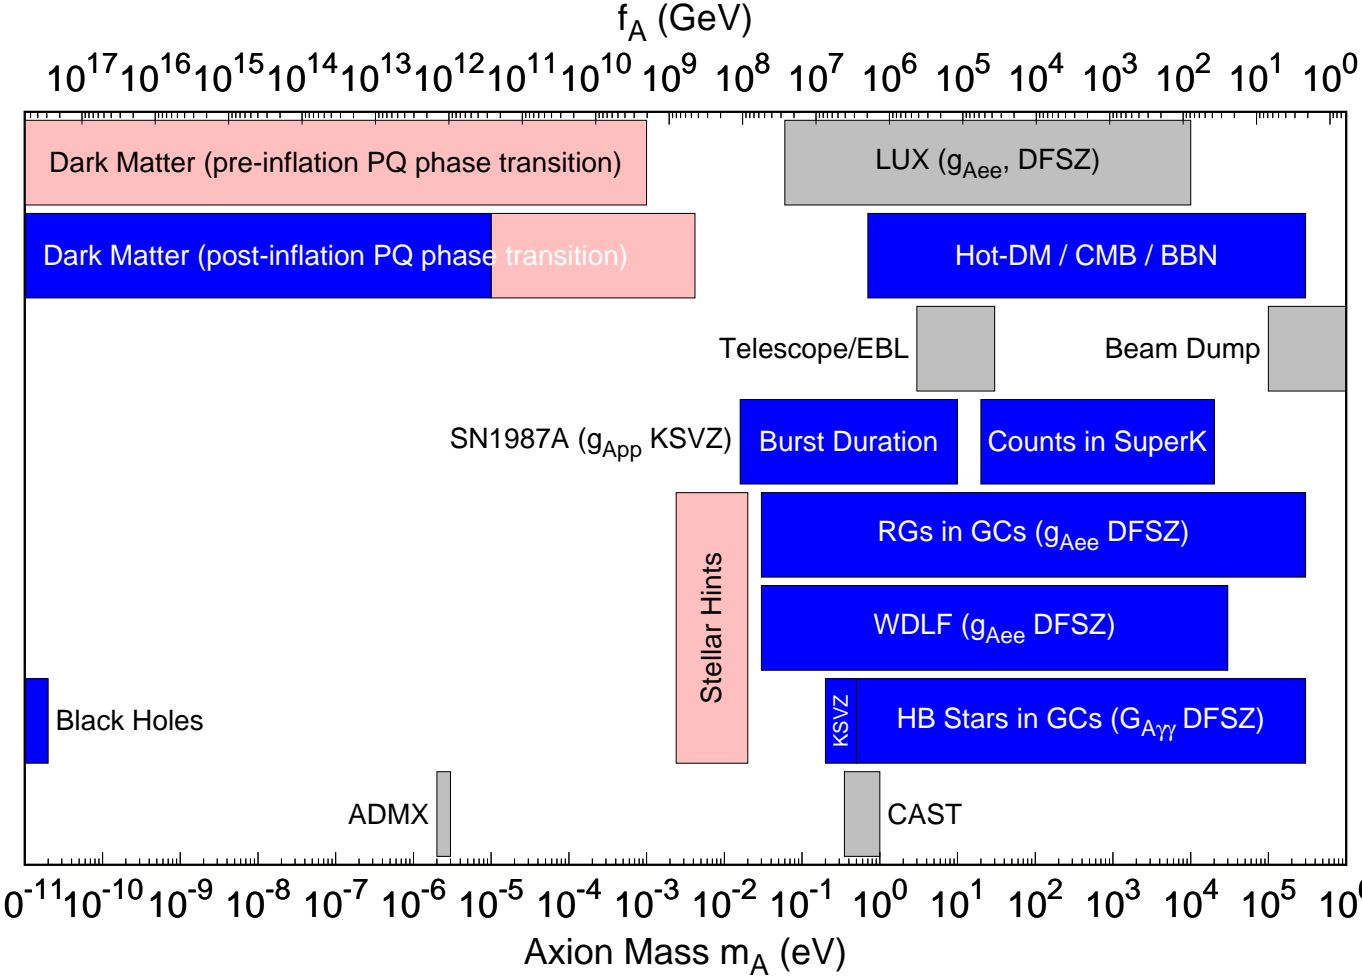 f_A (GeV)
10^17 10^16 10^15 10^14 10^13 10^12 10^11 10^10 10^9 10^8 10^7 10^6 10^5 10^4 10^3 10^2 10^1 10^0
Dark Matter (pre-inflation PQ phase transition)
LUX (g_Aee, DFSZ)
Dark Matter (post-inflation PQ phase transition)
Hot-DM / CMB / BBN
Telescope/EBL
Beam Dump
SN1987A (g_App KSVZ)
Burst Duration
Counts in SuperK
RGs in GCs (g_Aee DFSZ)
Stellar Hints
WDLF (g_Aee DFSZ)
Black Holes
KSVZ
HB Stars in GCs (G_Aγγ DFSZ)
ADMX
CAST
0^-11 10^-10 10^-9 10^-8 10^-7 10^-6 10^-5 10^-4 10^-3 10^-2 10^-1 10^0 10^1 10^2 10^3 10^4 10^5
Axion Mass m_A (eV)